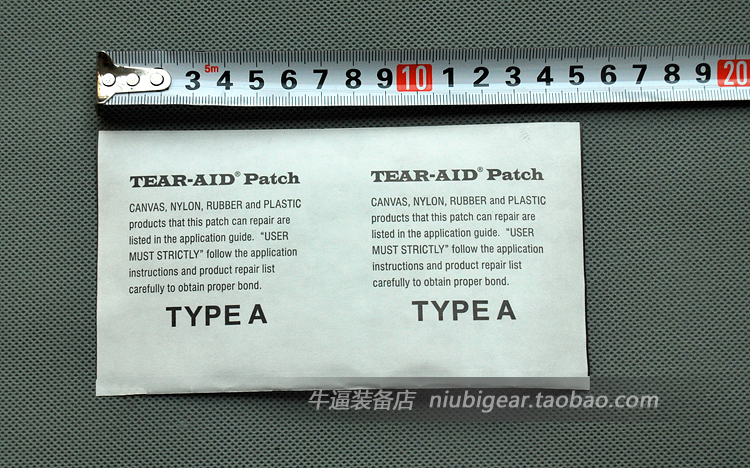 5m
3 4 5 6 7 8 9 10 1 2 3 4 5 6 7 8 9 20
TEAR-AID® Patch
CANVAS, NYLON, RUBBER and PLASTIC
products that this patch can repair are
listed in the application guide. "USER
MUST STRICTLY" follow the application
instructions and product repair list
carefully to obtain proper bond.
TYPE A
TEAR-AID® Patch
CANVAS, NYLON, RUBBER and PLASTIC
products that this patch can repair are
listed in the application guide. "USER
MUST STRICTLY" follow the application
instructions and product repair list
carefully to obtain proper bond.
TYPE A
牛逼装备店 niubigear.taobao.com